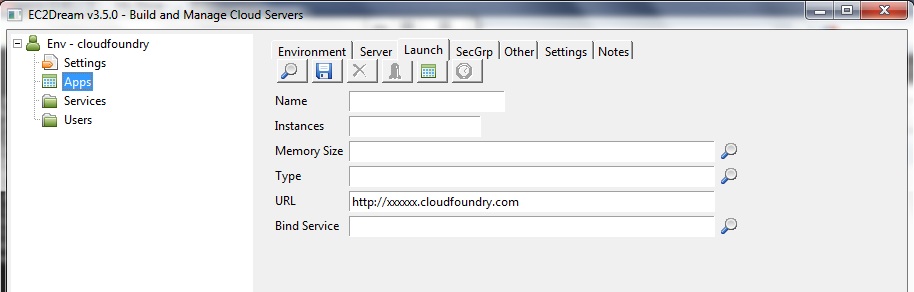 EC2Dream v3.5.0 - Build and Manage Cloud Servers
Env - cloudfoundry
Settings
Apps
Services
Users
Environment Server Launch SecGrp Other Settings Notes
Name
Instances
Memory Size
Type
URL http://xxxxxx.cloudfoundry.com
Bind Service